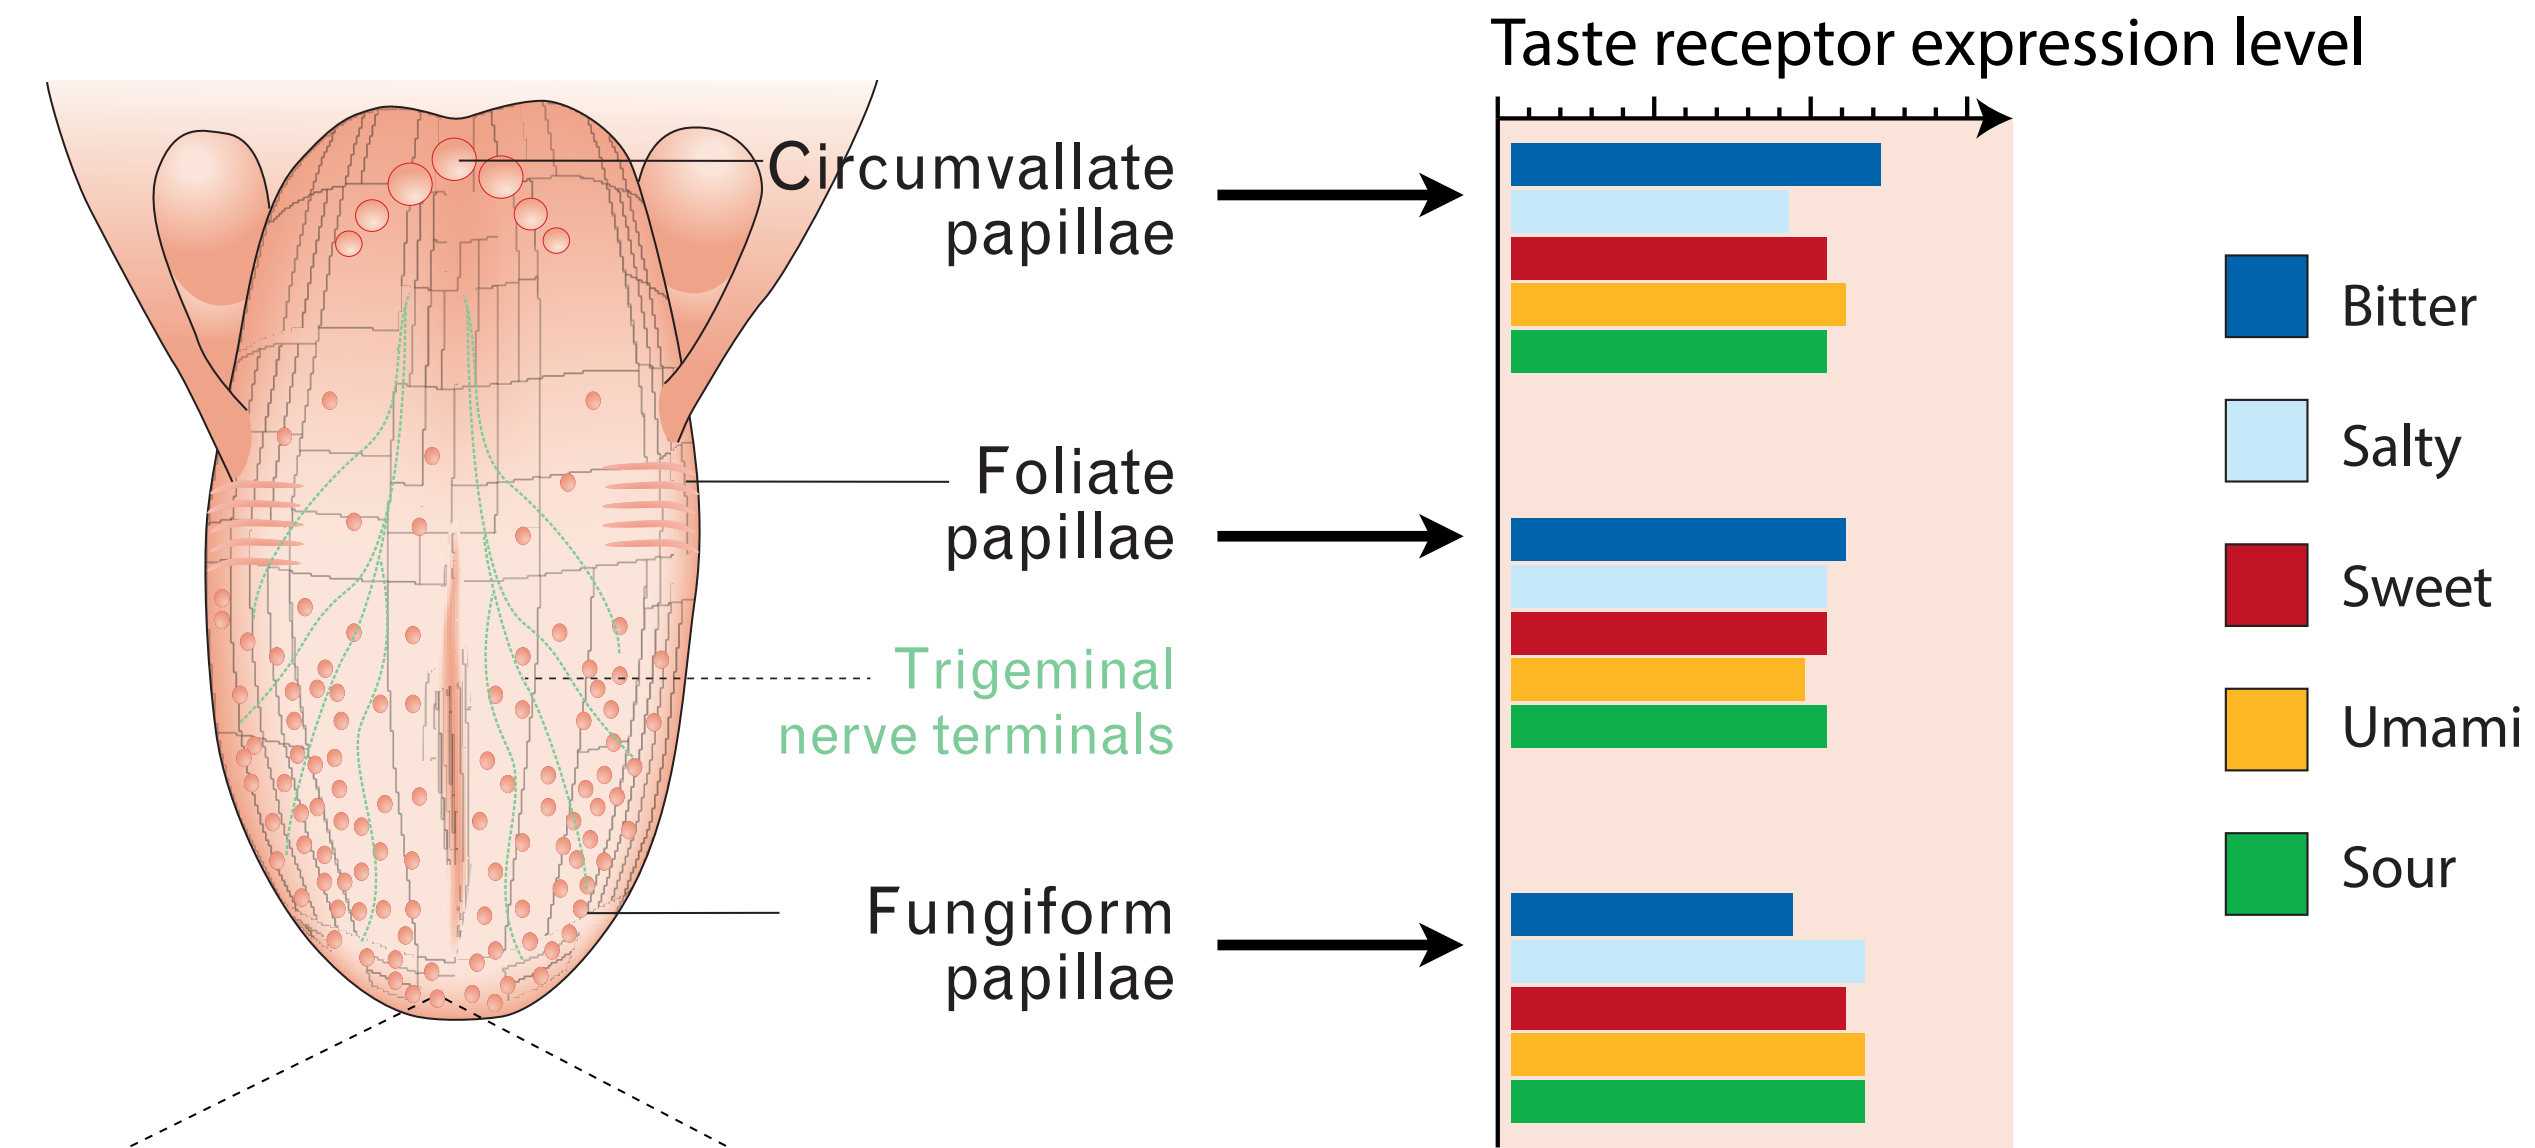 Taste receptor expression level
Circumvallate
papillae
Foliate
papillae
Trigeminal
nerve terminals
Fungiform
papillae
Bitter
Salty
Sweet
Umami
Sour